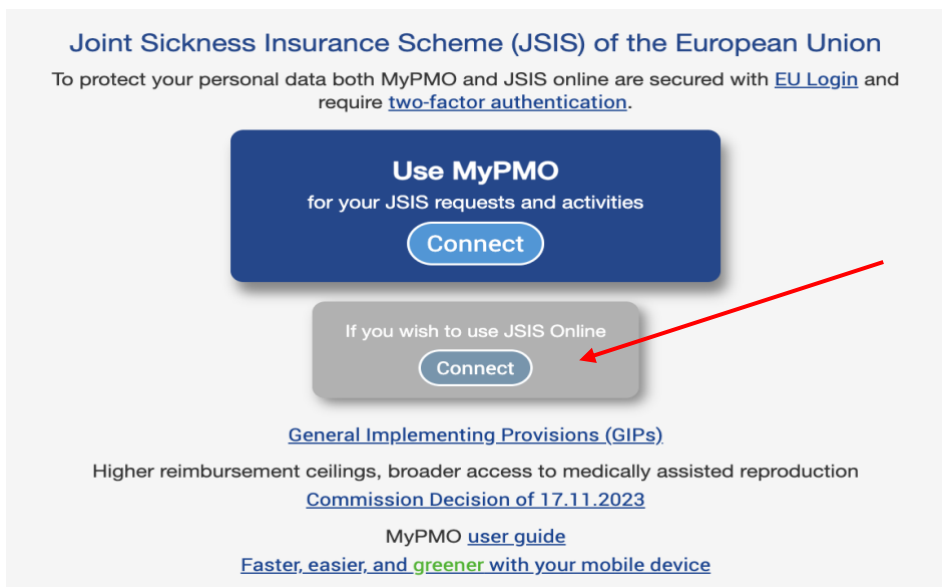 Joint Sickness Insurance Scheme (JSIS) of the European Union
To protect your personal data both MyPMO and JSIS online are secured with EU Login and
require two-factor authentication.
Use MyPMO
for your JSIS requests and activities
Connect
If you wish to use JSIS Online
Connect
General Implementing Provisions (GIPs)
Higher reimbursement ceilings, broader access to medically assisted reproduction
Commission Decision of 17.11.2023
MyPMO user guide
Faster, easier, and greener with your mobile device